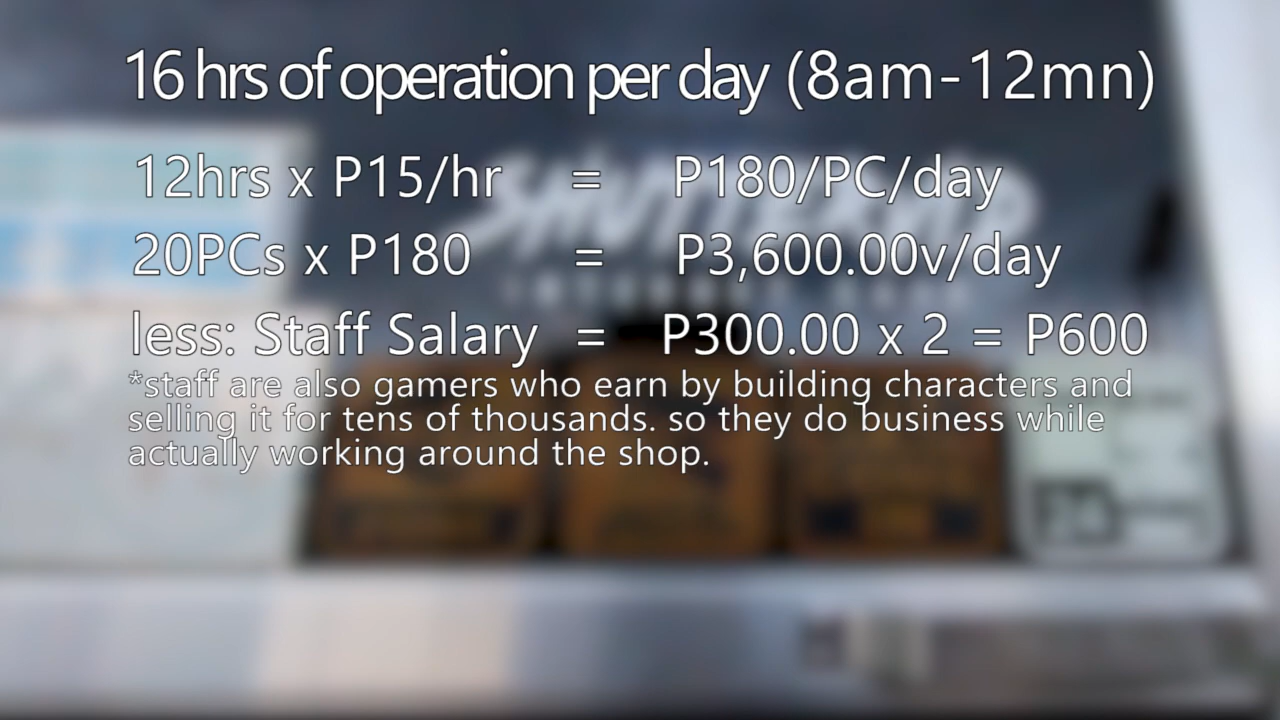 16 hrs of operation per day (8am-12mn)
12hrs x P15/hr = P180/PC/day
20PCs x P180 = P3,600.00v/day
less: Staff Salary = P300.00 x 2 = P600
*staff are also gamers who earn by building characters and
selling it for tens of thousands. so they do business while
actually working around the shop.